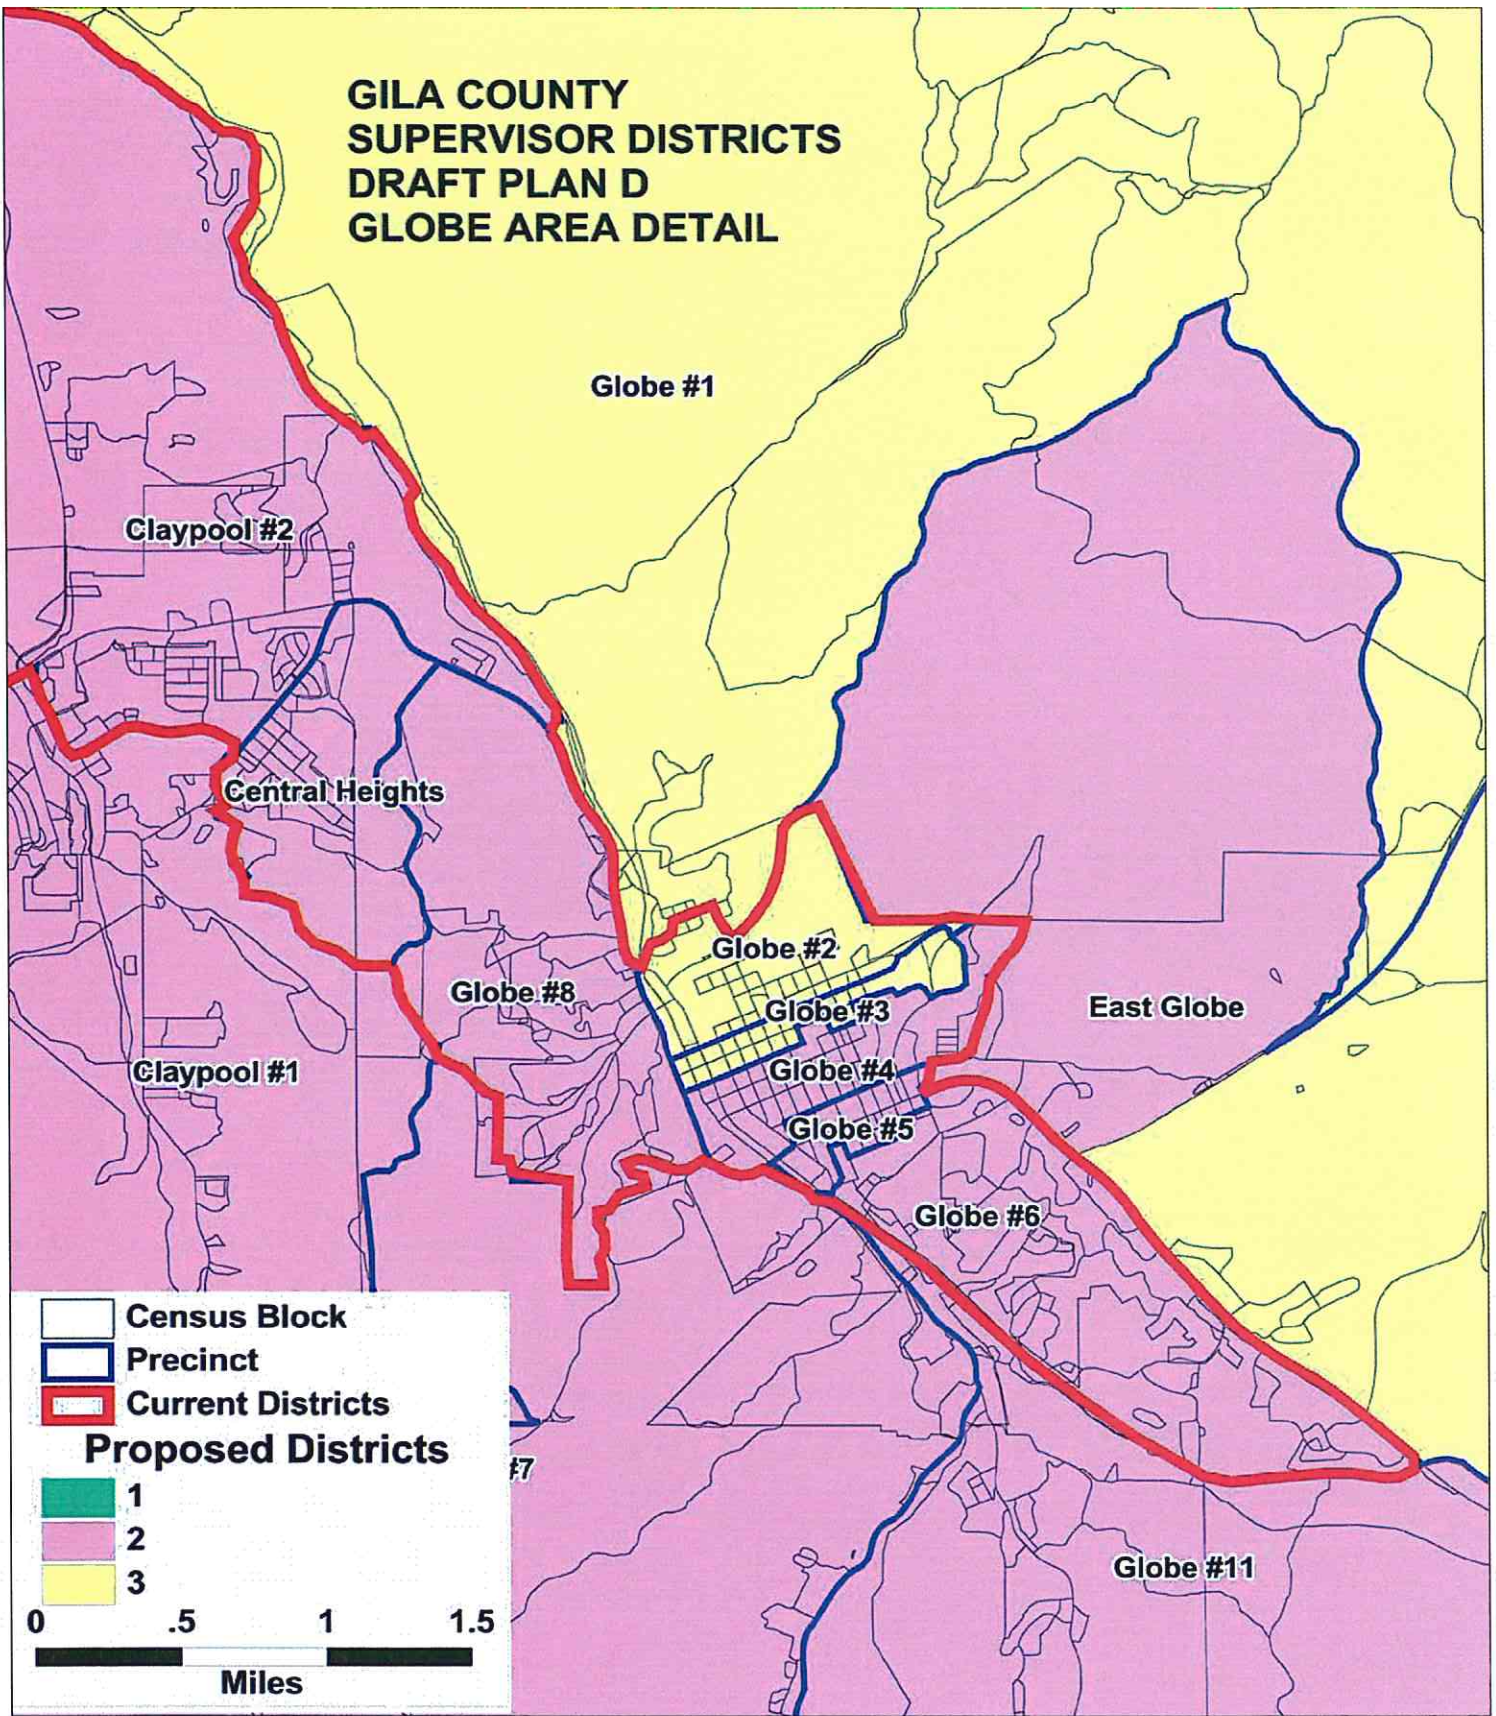 GILA COUNTY
SUPERVISOR DISTRICTS
DRAFT PLAN D
GLOBE AREA DETAIL
Globe #1
Claypool #2
Central Heights
Globe #2
Globe #8
Globe #3
East Globe
Claypool #1
Globe #4
Globe #5
Globe #6
Census Block
Precinct
Current Districts
Proposed Districts
#7
1
2
3
0 .5 1 1.5
Miles
Globe #11